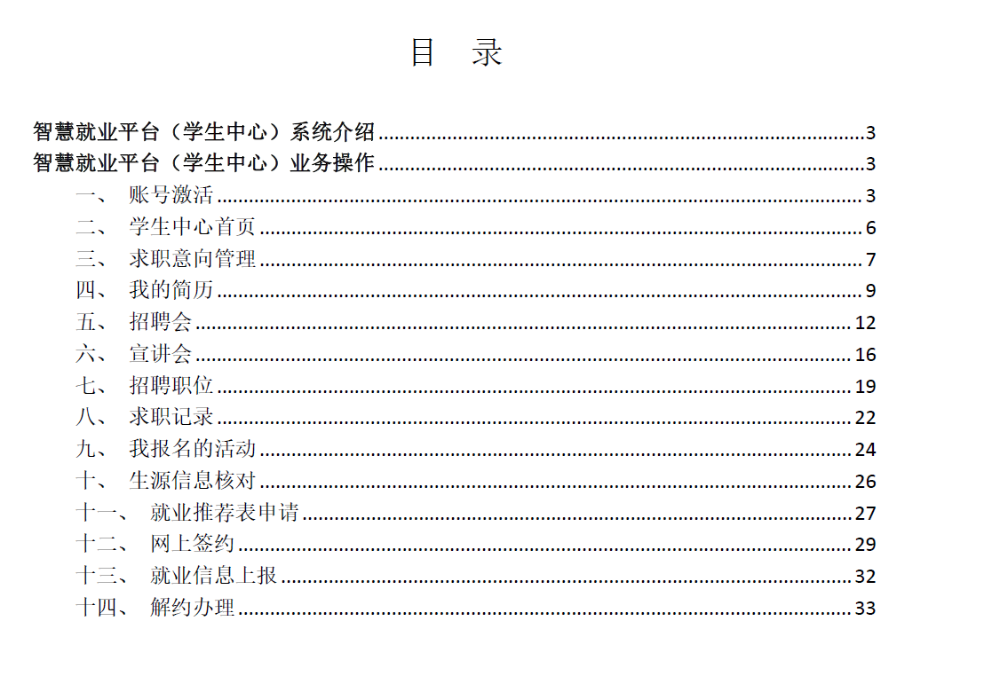 目 录
智慧就业平台（学生中心）系统介绍..........3
智慧就业平台（学生中心）业务操作..........3
一、 账号激活..........3
二、 学生中心首页..........6
三、 求职意向管理..........7
四、 我的简历..........9
五、 招聘会..........12
六、 宣讲会..........16
七、 招聘职位..........19
八、 求职记录..........22
九、 我报名的活动..........24
十、 生源信息核对..........26
十一、 就业推荐表申请..........27
十二、 网上签约..........29
十三、 就业信息上报..........32
十四、 解约办理..........33